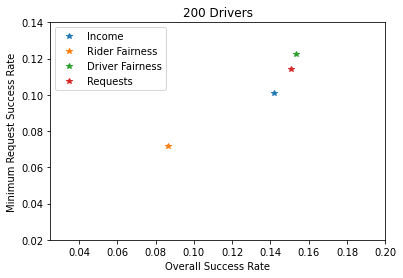 200 Drivers
Income
Rider Fairness
Driver Fairness
Requests
Minimum Request Success Rate
0.14
0.12
0.10
0.08
0.06
0.04
0.02
0.04 0.06 0.08 0.10 0.12 0.14 0.16 0.18 0.20
Overall Success Rate